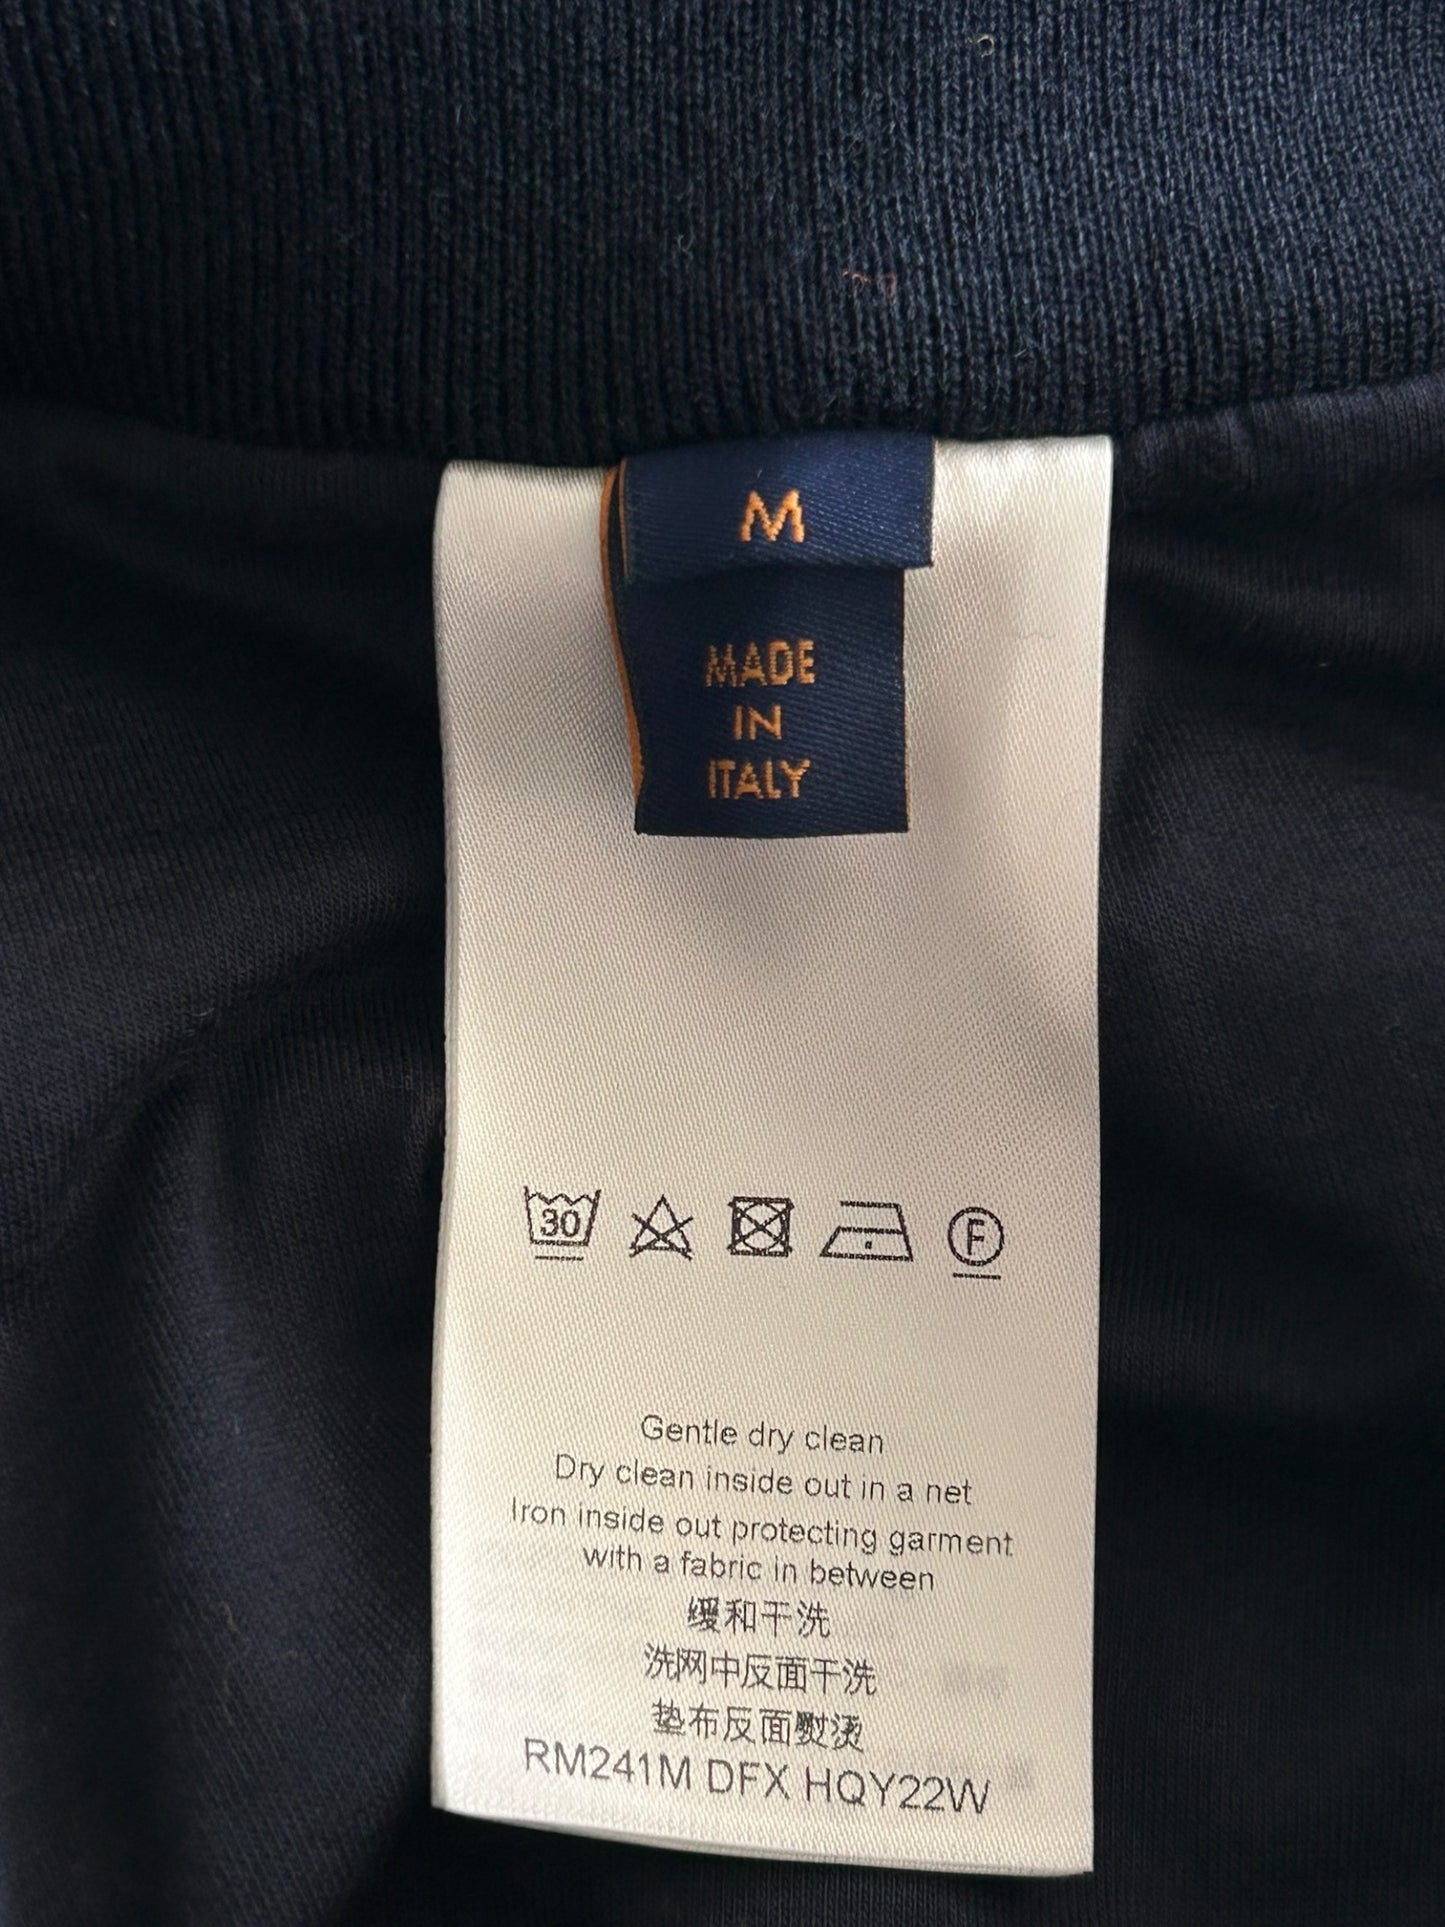 M
MADE
IN
ITALY
30
F
Gentle dry clean
Dry clean inside out in a net
Iron inside out protecting garment
with a fabric in between
缓和干洗
洗网中反面干洗
垫布反面熨烫
RM241M DFX HQY22W